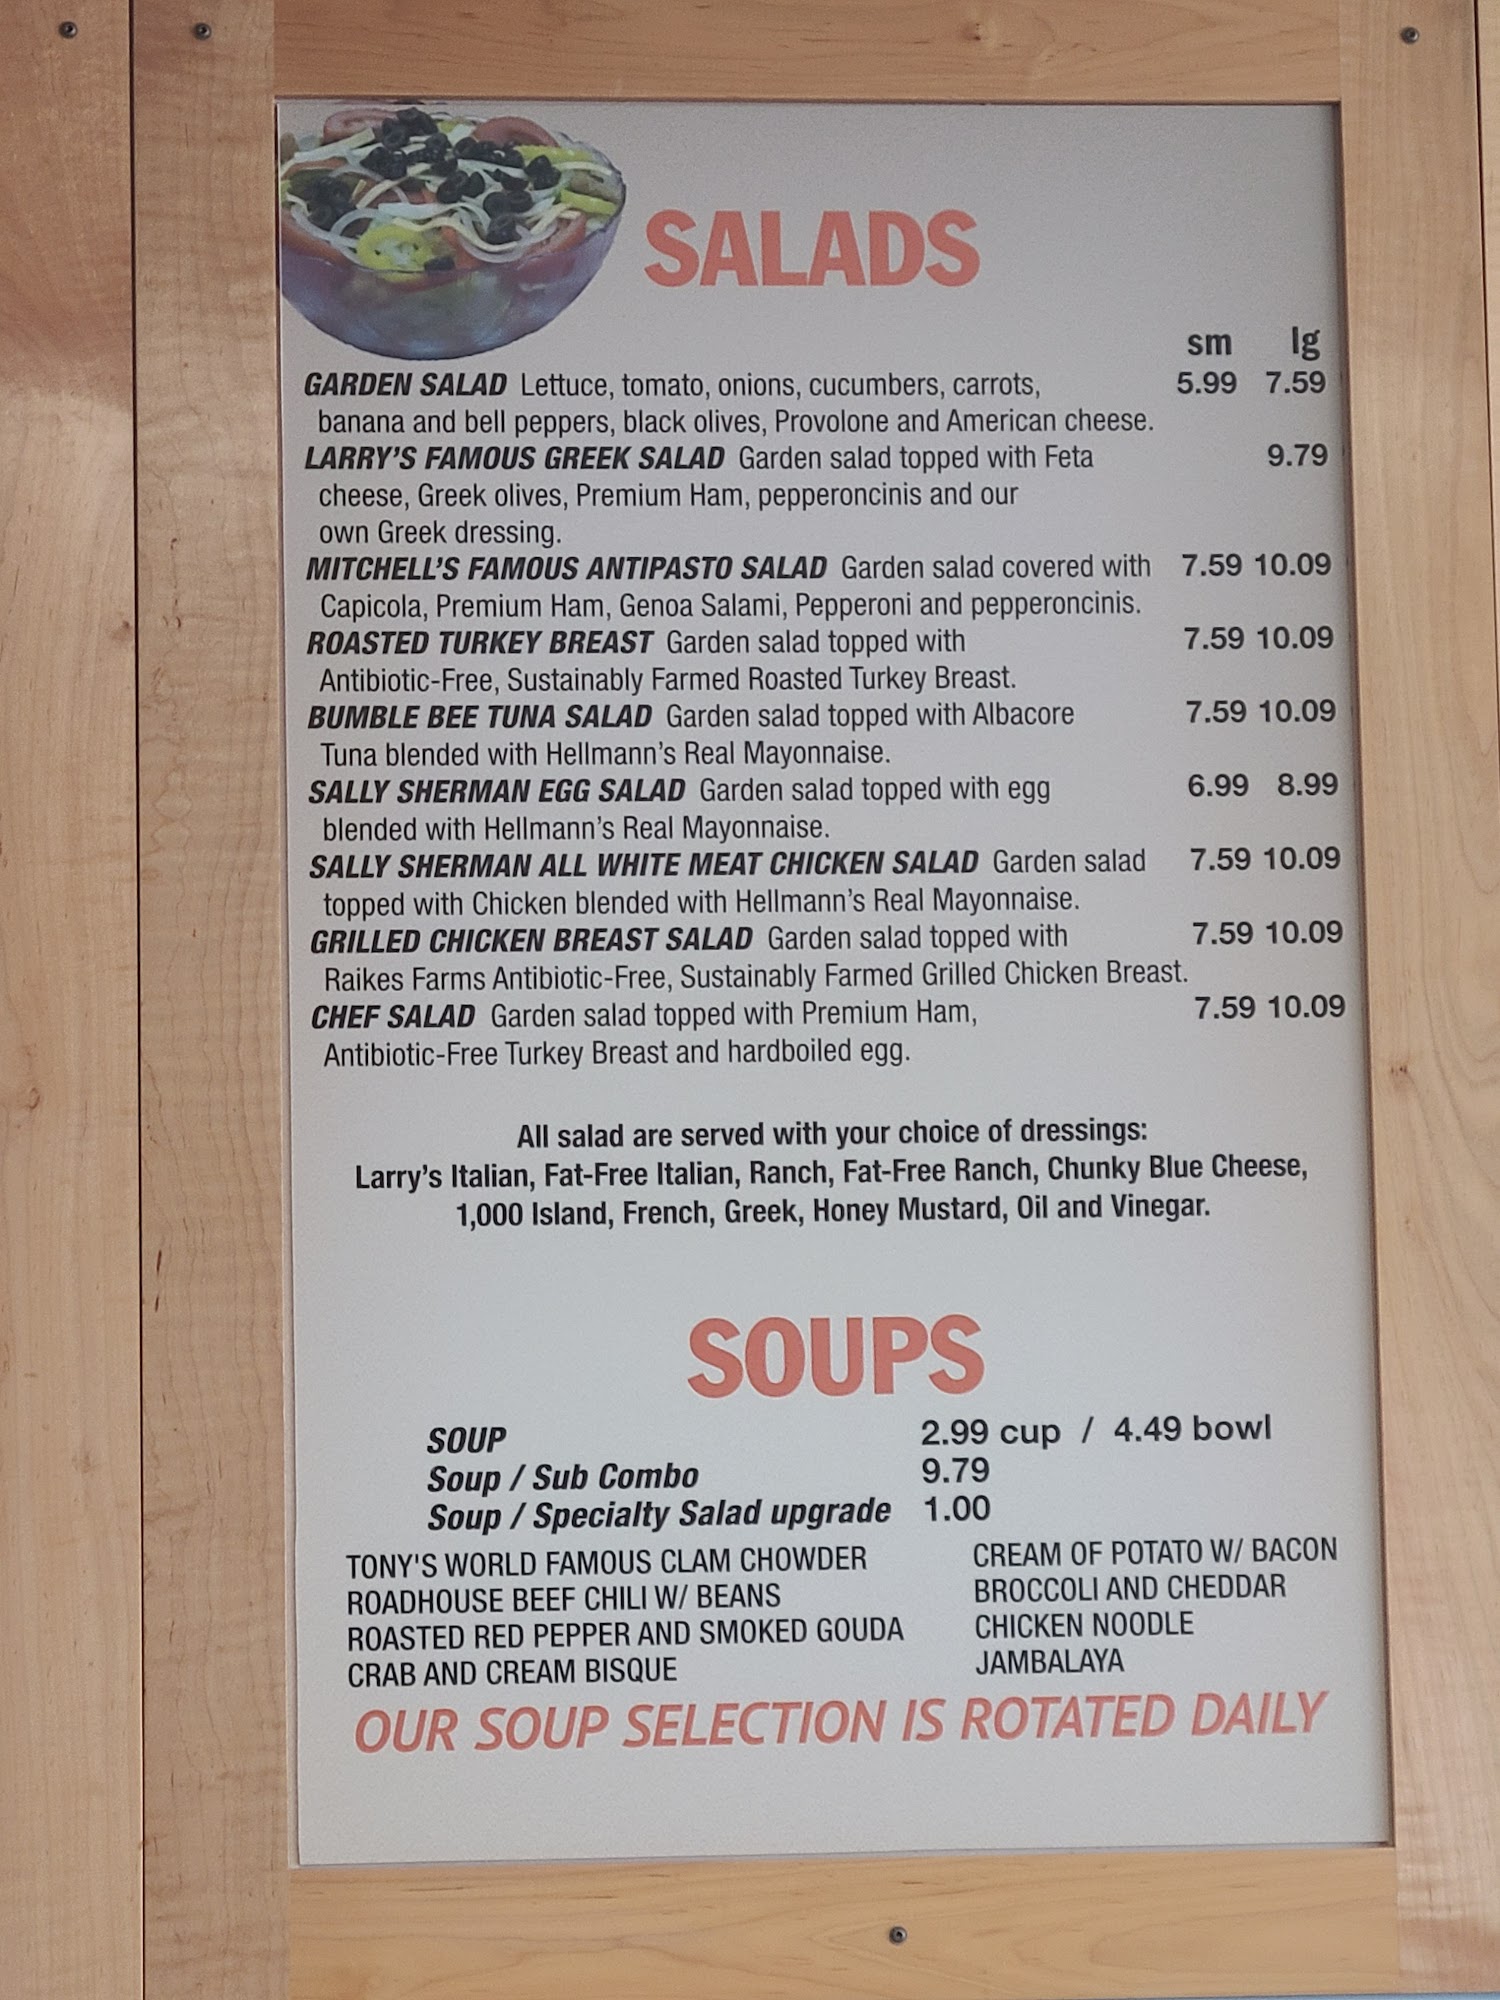 SALADS
sm lg
GARDEN SALAD Lettuce, tomato, onions, cucumbers, carrots, 5.99 7.59
banana and bell peppers, black olives, Provolone and American cheese.
LARRY'S FAMOUS GREEK SALAD Garden salad topped with Feta 9.79
cheese, Greek olives, Premium Ham, pepperoncinis and our
own Greek dressing.
MITCHELL'S FAMOUS ANTIPASTO SALAD Garden salad covered with 7.59 10.09
Capicola, Premium Ham, Genoa Salami, Pepperoni and pepperoncinis.
ROASTED TURKEY BREAST Garden salad topped with 7.59 10.09
Antibiotic-Free, Sustainably Farmed Roasted Turkey Breast.
BUMBLE BEE TUNA SALAD Garden salad topped with Albacore 7.59 10.09
Tuna blended with Hellmann's Real Mayonnaise.
SALLY SHERMAN EGG SALAD Garden salad topped with egg 6.99 8.99
blended with Hellmann's Real Mayonnaise.
SALLY SHERMAN ALL WHITE MEAT CHICKEN SALAD Garden salad 7.59 10.09
topped with Chicken blended with Hellmann's Real Mayonnaise.
GRILLED CHICKEN BREAST SALAD Garden salad topped with 7.59 10.09
Raikes Farms Antibiotic-Free, Sustainably Farmed Grilled Chicken Breast.
CHEF SALAD Garden salad topped with Premium Ham, 7.59 10.09
Antibiotic-Free Turkey Breast and hardboiled egg.
All salad are served with your choice of dressings:
Larry's Italian, Fat-Free Italian, Ranch, Fat-Free Ranch, Chunky Blue Cheese,
1,000 Island, French, Greek, Honey Mustard, Oil and Vinegar.
SOUPS
SOUP 2.99 cup / 4.49 bowl
Soup / Sub Combo 9.79
Soup / Specialty Salad upgrade 1.00
TONY'S WORLD FAMOUS CLAM CHOWDER
ROADHOUSE BEEF CHILI W/ BEANS
ROASTED RED PEPPER AND SMOKED GOUDA
CRAB AND CREAM BISQUE
CREAM OF POTATO W/ BACON
BROCCOLI AND CHEDDAR
CHICKEN NOODLE
JAMBALAYA
OUR SOUP SELECTION IS ROTATED DAILY